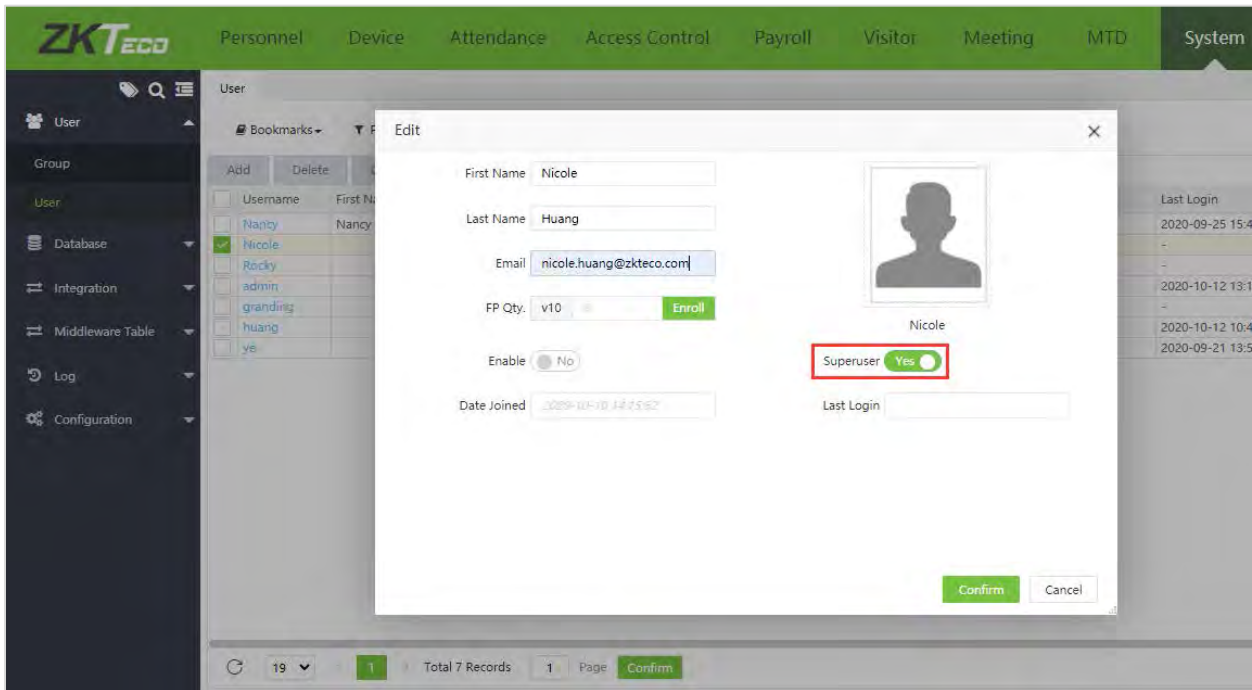 ZKTECO
Personnel Device Attendance Access Control Payroll Visitor Meeting MTD System
User
User
Bookmarks
Edit
Group
Add Delete
First Name Nicole
User
Username First Na
Last Login
Nancy Nancy
2020-09-25 15:4
Last Name Huang
Database
Nicole
-
Rocky
-
Email nicole.huang@zkteco.com
Integration
admin
2020-10-12 13:1
granding
-
FP Qty. v10 Enroll
Nicole
Middleware Table
huang
2020-10-12 10:4
ye
2020-09-21 13:5
Enable No
Superuser Yes
Log
Date Joined
Last Login
Configuration
Confirm Cancel
19 1 Total 7 Records 1 Page Confirm